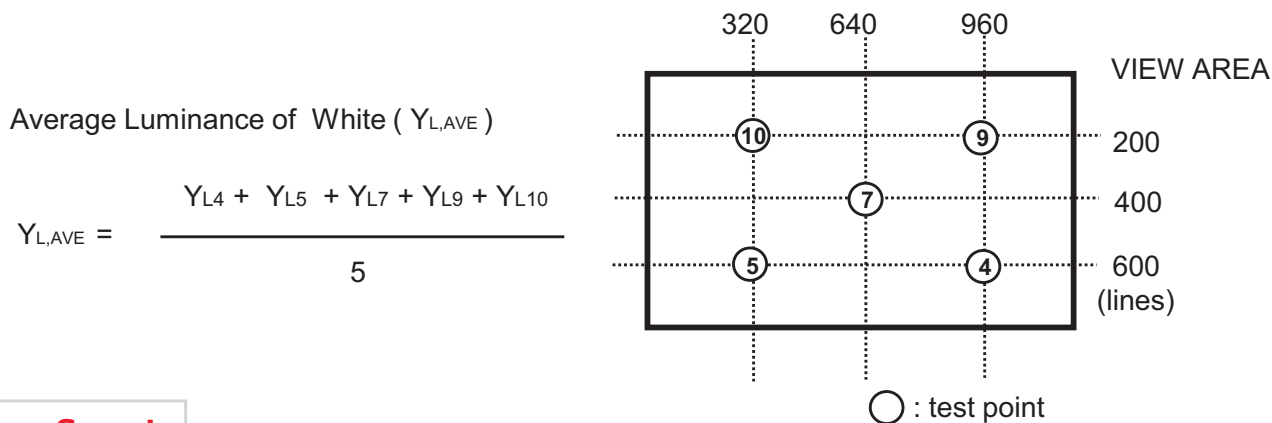 320 640 960
VIEW AREA
Average Luminance of White ( YL,AVE )
10 9 200
YL,AVE = YL4 + YL5 + YL7 + YL9 + YL10
5
7 400
5 4 600
(lines)
: test point